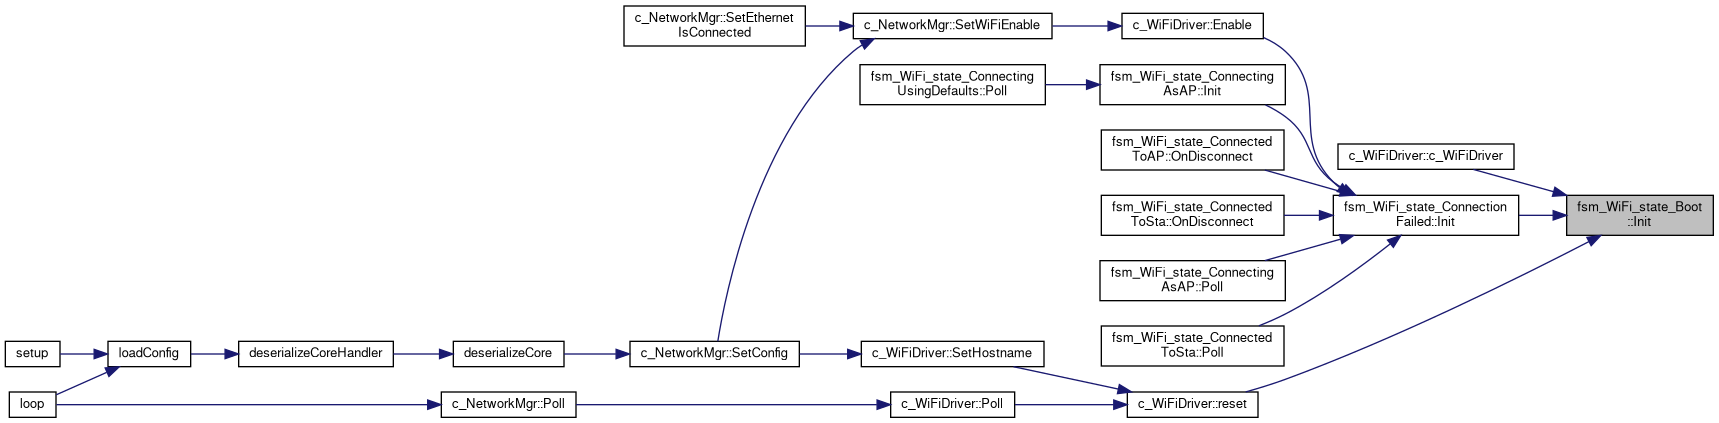 c_NetworkMgr::SetEthernet
IsConnected
c_NetworkMgr::SetWiFiEnable
c_WiFiDriver::Enable
fsm_WiFi_state_Connecting
UsingDefaults::Poll
fsm_WiFi_state_Connecting
AsAP::Init
fsm_WiFi_state_Connected
ToAP::OnDisconnect
c_WiFiDriver::c_WiFiDriver
fsm_WiFi_state_Connected
ToSta::OnDisconnect
fsm_WiFi_state_Connection
Failed::Init
fsm_WiFi_state_Boot
::Init
fsm_WiFi_state_Connecting
AsAP::Poll
fsm_WiFi_state_Connected
ToSta::Poll
setup
loadConfig
deserializeCoreHandler
deserializeCore
c_NetworkMgr::SetConfig
c_WiFiDriver::SetHostname
loop
c_NetworkMgr::Poll
c_WiFiDriver::Poll
c_WiFiDriver::reset